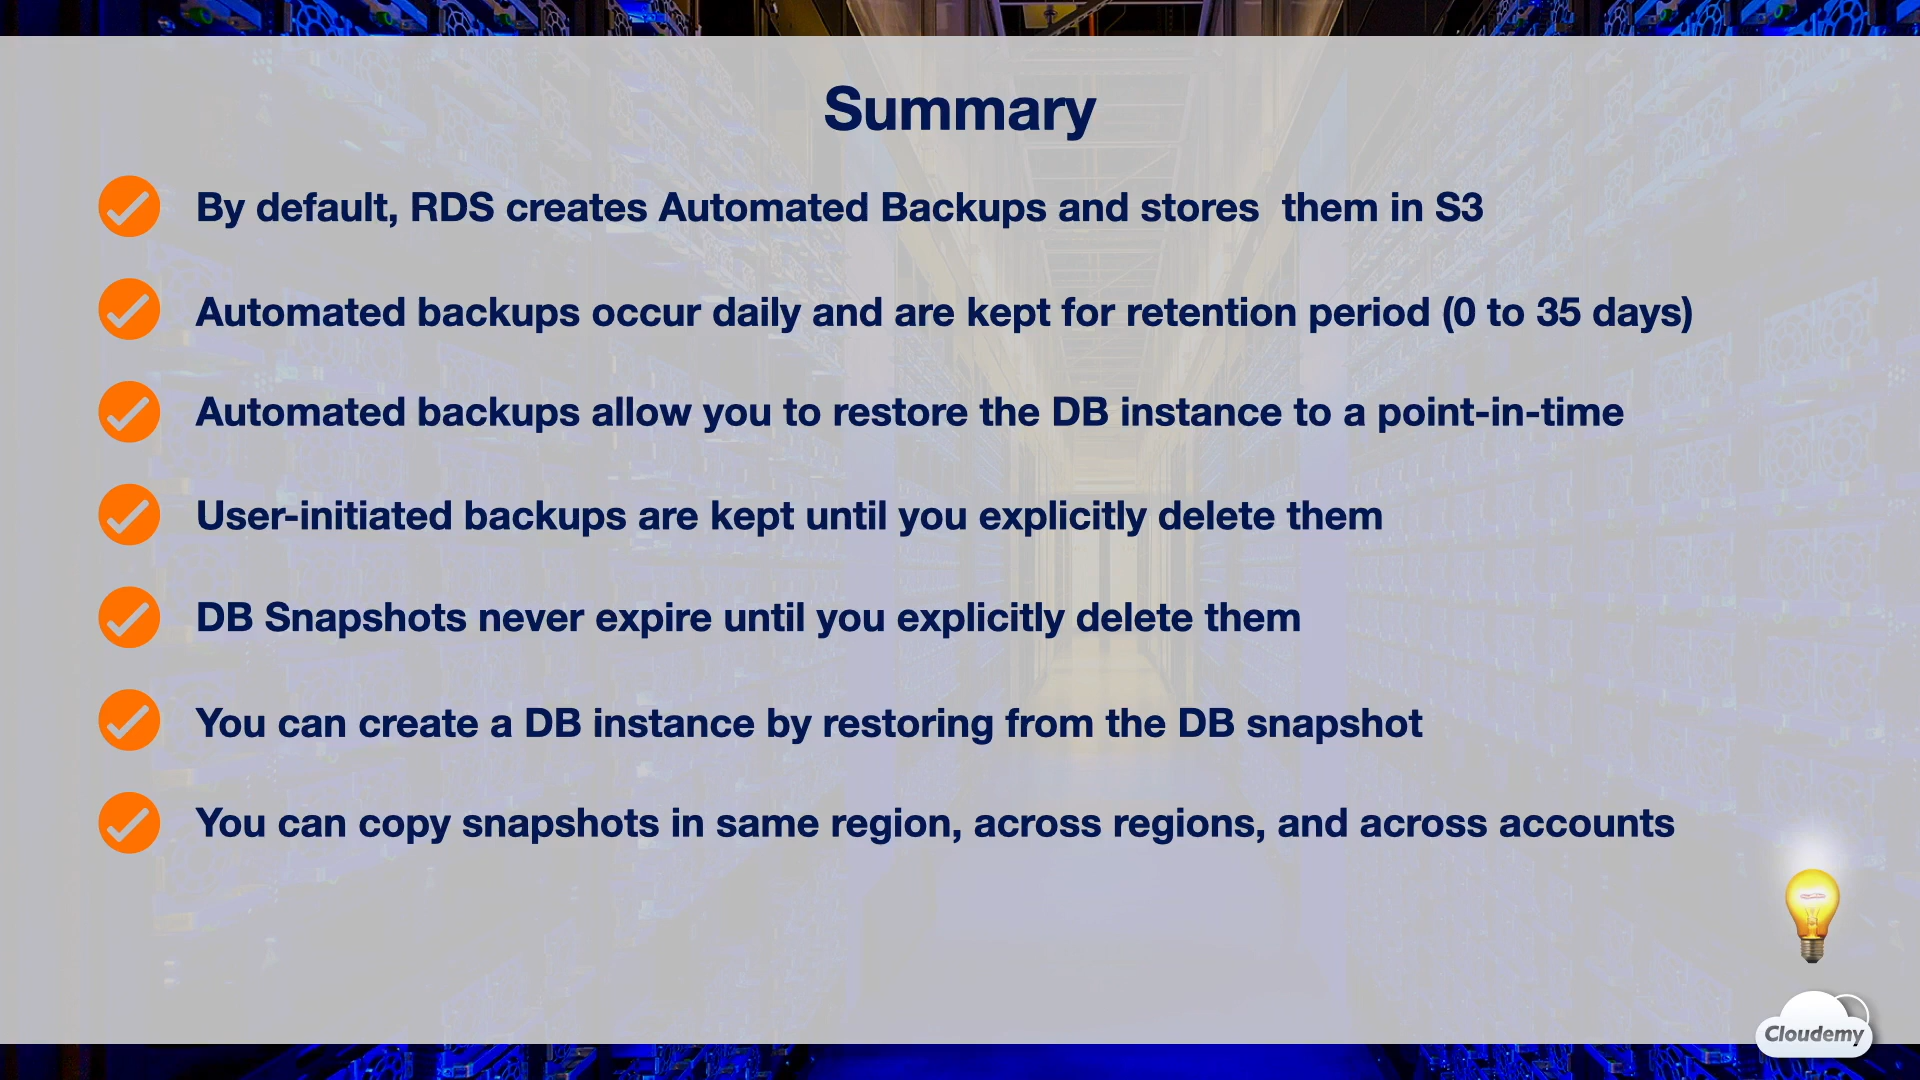 Summary
By default, RDS creates Automated Backups and stores  them in S3
Automated backups occur daily and are kept for retention period (0 to 35 days)
Automated backups allow you to restore the DB instance to a point-in-time
User-initiated backups are kept until you explicitly delete them
DB Snapshots never expire until you explicitly delete them
You can create a DB instance by restoring from the DB snapshot
You can copy snapshots in same region, across regions, and across accounts
Cloudemy